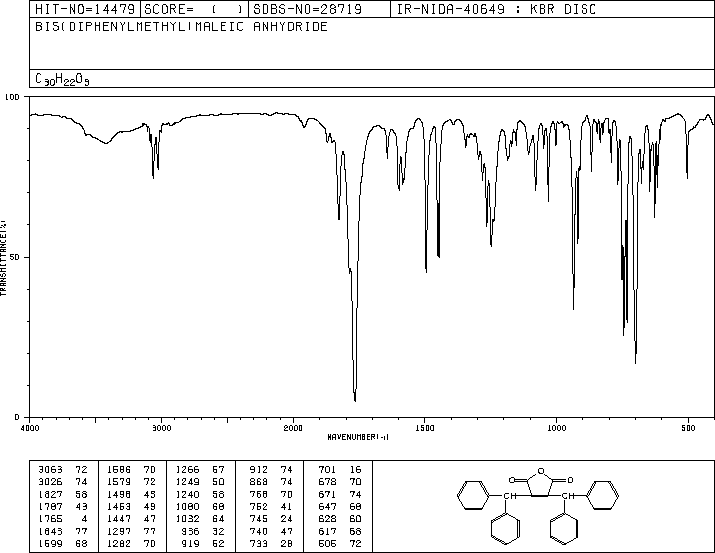 HIT-NO=14479 SCORE= ( ) SDBS-NO=28719 IR-NIDA-40649 : KBR DISC
BIS(DIPHENYLMETHYL)MALEIC ANHYDRIDE
C30H22O3
100
50
0
TRANSMITTANCE(%)
4000 3000 2000 1500 1000 500
WAVENUMBER(-1)
3063 72 1586 70 1266 57 912 74 701 16
3026 74 1579 72 1249 50 868 74 678 70
1827 58 1498 45 1240 58 768 70 671 74
1787 43 1453 49 1080 68 752 41 647 68
1765 4 1447 47 1032 64 745 24 628 60
1643 77 1297 77 936 32 740 47 617 68
1599 68 1282 70 919 52 733 28 505 72
O
O
O
CH
CH